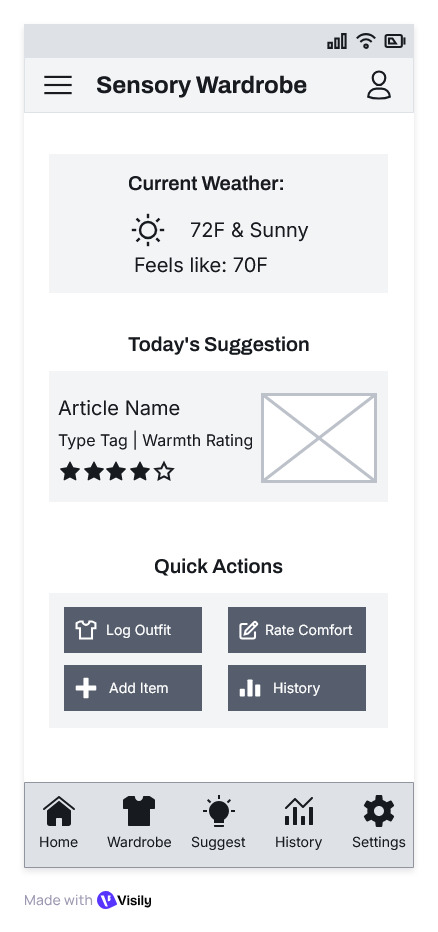 Sensory Wardrobe
Current Weather:
72F & Sunny
Feels like: 70F
Today's Suggestion
Article Name
Type Tag | Warmth Rating
Quick Actions
Log Outfit
Rate Comfort
Add Item
History
Home
Wardrobe
Suggest
History
Settings
Made with Visily